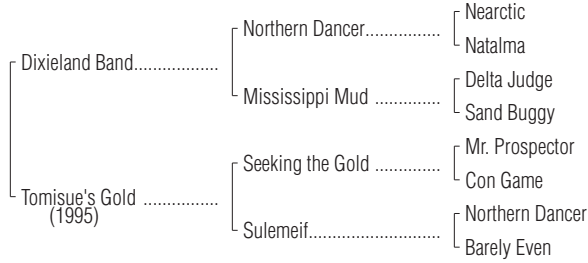 Nearctic
Northern Dancer.................
Natalma
Dixieland Band...................
Delta Judge
Mississippi Mud ...............
Sand Buggy
Mr. Prospector
Seeking the Gold ...............
Con Game
Tomisue's Gold .................
(1995)
Northern Dancer
Sulemeif..............................
Barely Even